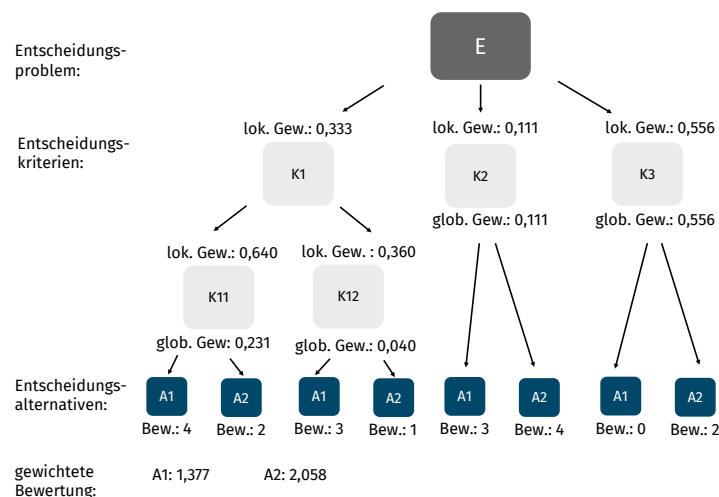 Entscheidungs-
problem:
E
lok. Gew.: 0,333
lok. Gew.: 0,111
lok. Gew.: 0,556
Entscheidungs-
kriterien:
K1
K2
K3
glob. Gew.: 0,111
glob. Gew.: 0,556
lok. Gew.: 0,640
lok. Gew. : 0,360
K11
K12
glob. Gew: 0,231
glob. Gew.: 0,040
Entscheidungs-
alternativen:
A1
A2
A1
A2
A1
A2
A1
A2
Bew.: 4
Bew.: 2
Bew.: 3
Bew.: 1
Bew.: 3
Bew.: 4
Bew.: 0
Bew.: 2
gewichtete
Bewertung:
A1: 1,377
A2: 2,058